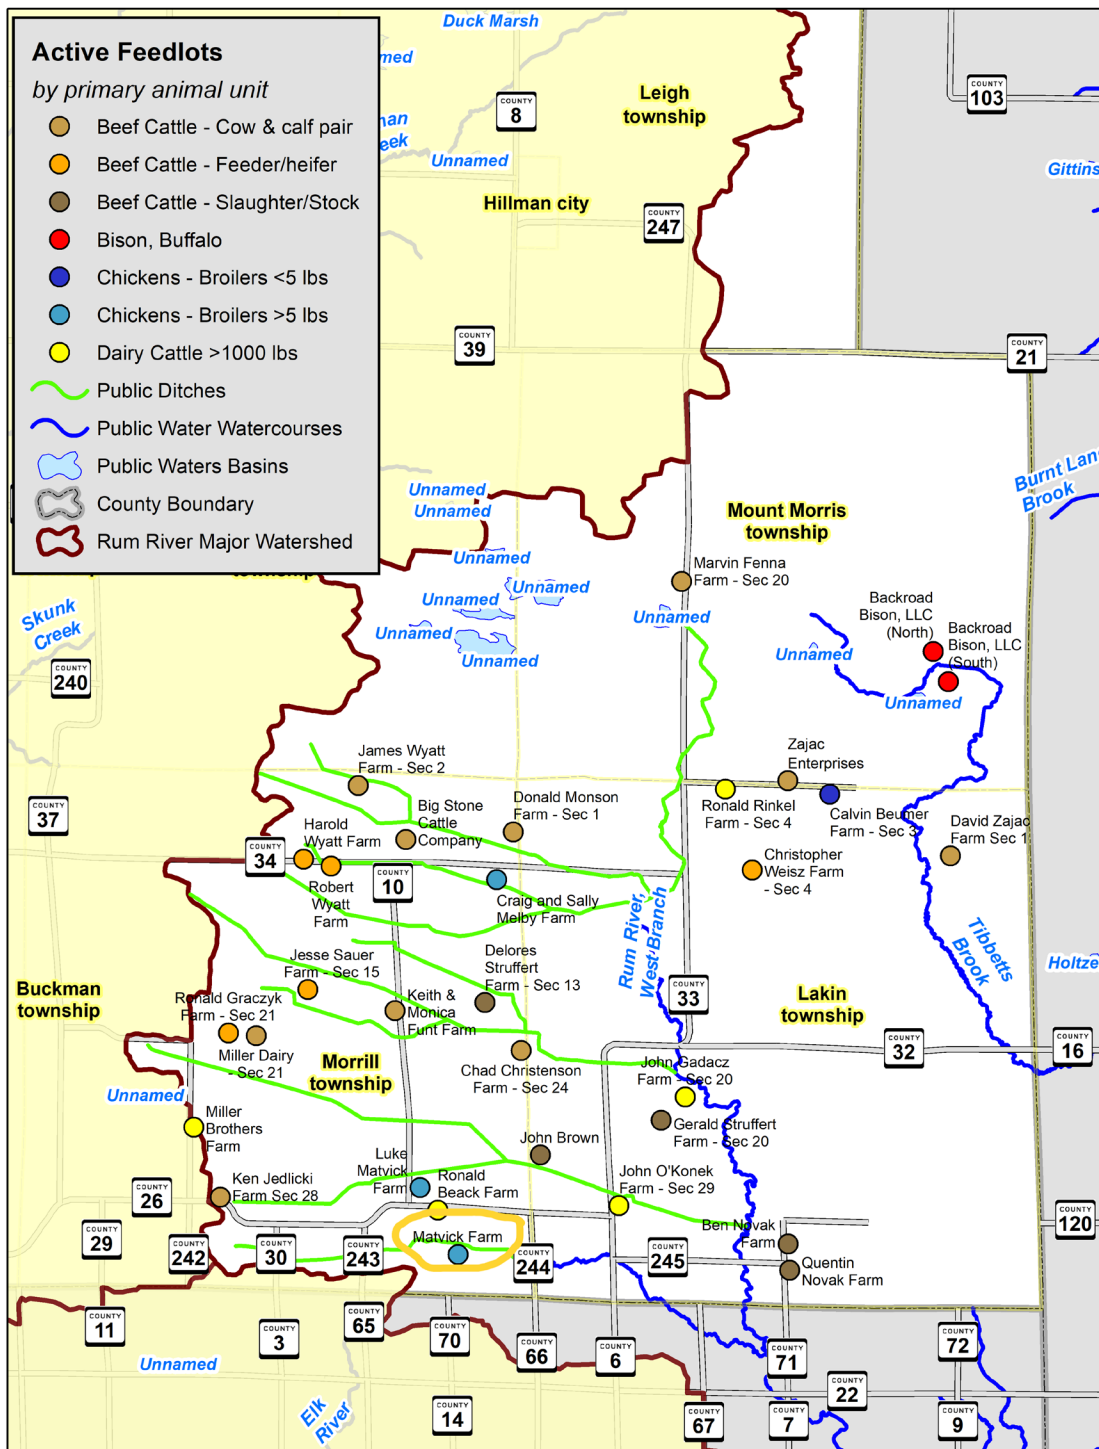 Active Feedlots
by primary animal unit
Beef Cattle - Cow & calf pair
Beef Cattle - Feeder/heifer
Beef Cattle - Slaughter/Stock
Bison, Buffalo
Chickens - Broilers <5 lbs
Chickens - Broilers >5 lbs
Dairy Cattle >1000 lbs
Public Ditches
Public Water Watercourses
Public Waters Basins
County Boundary
Rum River Major Watershed
Duck Marsh
Leigh
township
COUNTY
8
COUNTY
103
Unnamed
Gittins
Hillman city
COUNTY
247
COUNTY
39
COUNTY
21
Unnamed
Unnamed
Burnt Lan
Brook
Mount Morris
township
Unnamed
Marvin Fenna
Farm - Sec 20
Unnamed
Unnamed
Unnamed
Unnamed
Unnamed
Backroad
Bison, LLC
(North)
Backroad
Bison, LLC
(South)
Unnamed
Unnamed
Skunk
Creek
COUNTY
240
James Wyatt
Farm - Sec 2
Zajac
Enterprises
COUNTY
37
Big Stone
Cattle
Company
Donald Monson
Farm - Sec 1
Ronald Rinkel
Farm - Sec 4
Calvin Beumer
Farm - Sec 3
David Zajac
Farm Sec 1
Harold
Wyatt Farm
COUNTY
34
Robert
Wyatt
Farm
COUNTY
10
Christopher
Weisz Farm
- Sec 4
Craig and Sally
Melby Farm
Rum River,
West Branch
Tibbetts
Brook
Holtze
Jesse Sauer
Farm - Sec 15
Delores
Struffert
Farm - Sec 13
Buckman
township
Ronald Graczyk
Farm - Sec 21
Keith &
Monica
Funt Farm
COUNTY
33
Lakin
township
Miller Dairy
- Sec 21
Morrill
township
Chad Christenson
Farm - Sec 24
John Gadacz
Farm - Sec 20
COUNTY
32
COUNTY
16
Unnamed
Miller
Brothers
Farm
Gerald Struffert
Farm - Sec 20
John Brown
Luke
Matvick
Farm
Ronald
Beack Farm
John O'Konek
Farm - Sec 29
COUNTY
26
Ken Jedlicki
Farm Sec 28
COUNTY
120
COUNTY
29
COUNTY
242
COUNTY
30
COUNTY
243
Matvick Farm
COUNTY
244
COUNTY
245
Ben Novak
Farm
Quentin
Novak Farm
COUNTY
11
COUNTY
3
COUNTY
65
COUNTY
70
COUNTY
66
COUNTY
6
COUNTY
71
COUNTY
72
Unnamed
Elk
River
COUNTY
14
COUNTY
67
COUNTY
7
COUNTY
22
COUNTY
9